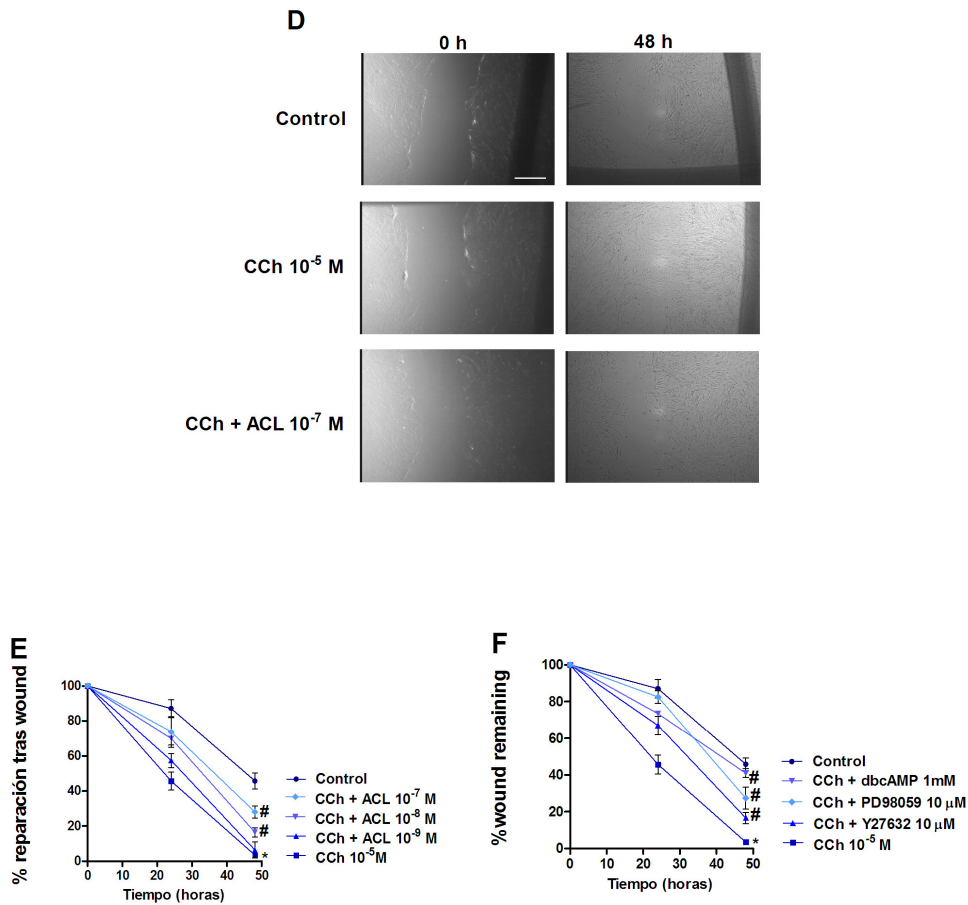 D
0 h 48 h
Control
CCh 10⁻⁵ M
CCh + ACL 10⁻⁷ M
E
% reparación tras wound
100
80
60
40
20
0
0 10 20 30 40 50
Tiempo (horas)
#
#
*
Control
CCh + ACL 10⁻⁷ M
CCh + ACL 10⁻⁸ M
CCh + ACL 10⁻⁹ M
CCh 10⁻⁵M
F
%wound remaining
100
80
60
40
20
0
0 10 20 30 40 50
Tiempo (horas)
#
#
#
*
Control
CCh + dbcAMP 1mM
CCh + PD98059 10 μM
CCh + Y27632 10 μM
CCh 10⁻⁵ M